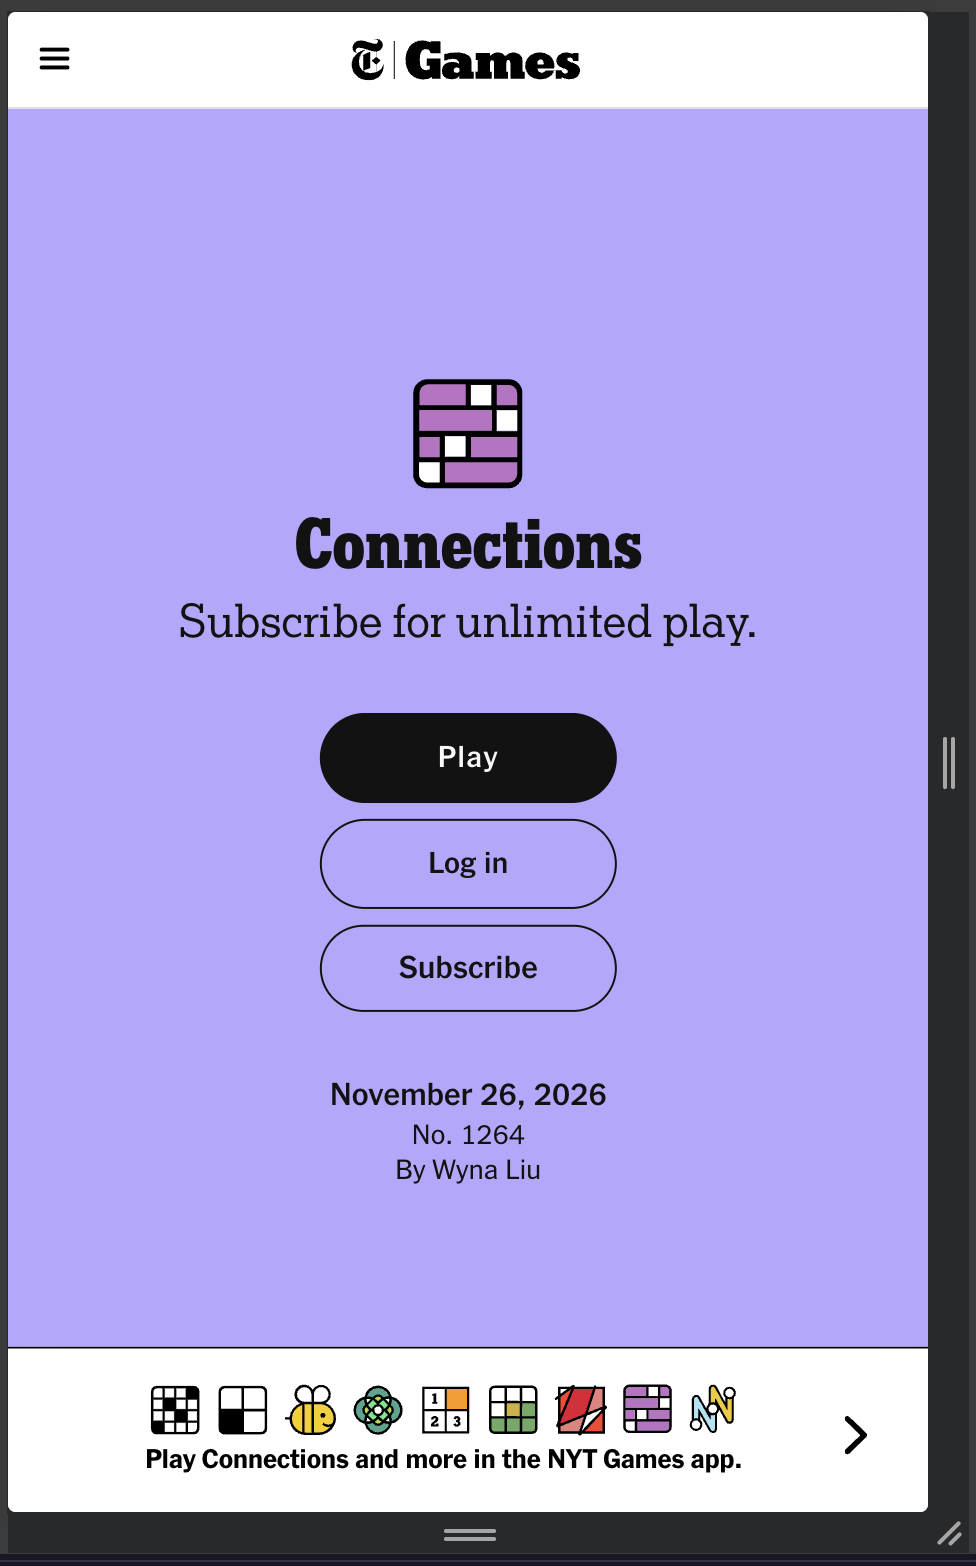 T Games
Connections
Subscribe for unlimited play.
Play
Log in
Subscribe
November 26, 2026
No. 1264
By Wyna Liu
1
2 3
Play Connections and more in the NYT Games app.